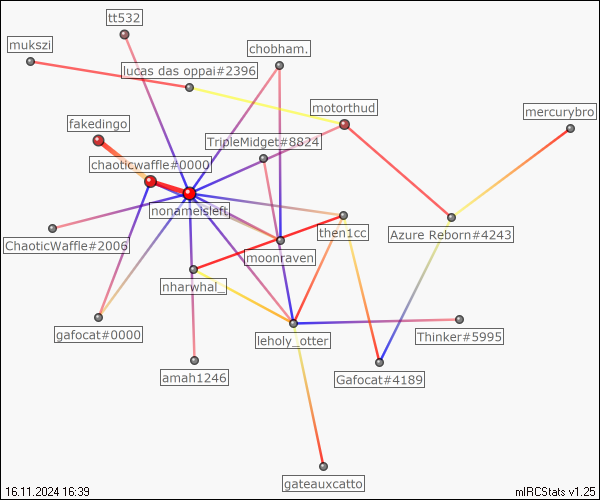 tt532
mukszi
chobham.
lucas das oppai#2396
motorthud
mercurybro
fakedingo
TripleMidget#8824
chaoticwaffle#0000
nonameisleft
then1cc
ChaoticWaffle#2006
Azure Reborn#4243
moonraven
nharwhal_
gafocat#0000
leholy_otter
Thinker#5995
amah1246
Gafocat#4189
gateauxcatto
16.11.2024 16:39
mIRCStats v1.25